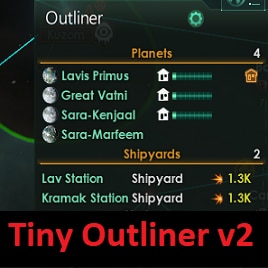 Outliner
Planets 4
Lavis Primus
Great Vatni
Sara-Kenjaal
Sara-Marfeem
Shipyards 2
Lav Station Shipyard 1.3K
Kramak Station Shipyard 1.3K
Tiny Outliner v2